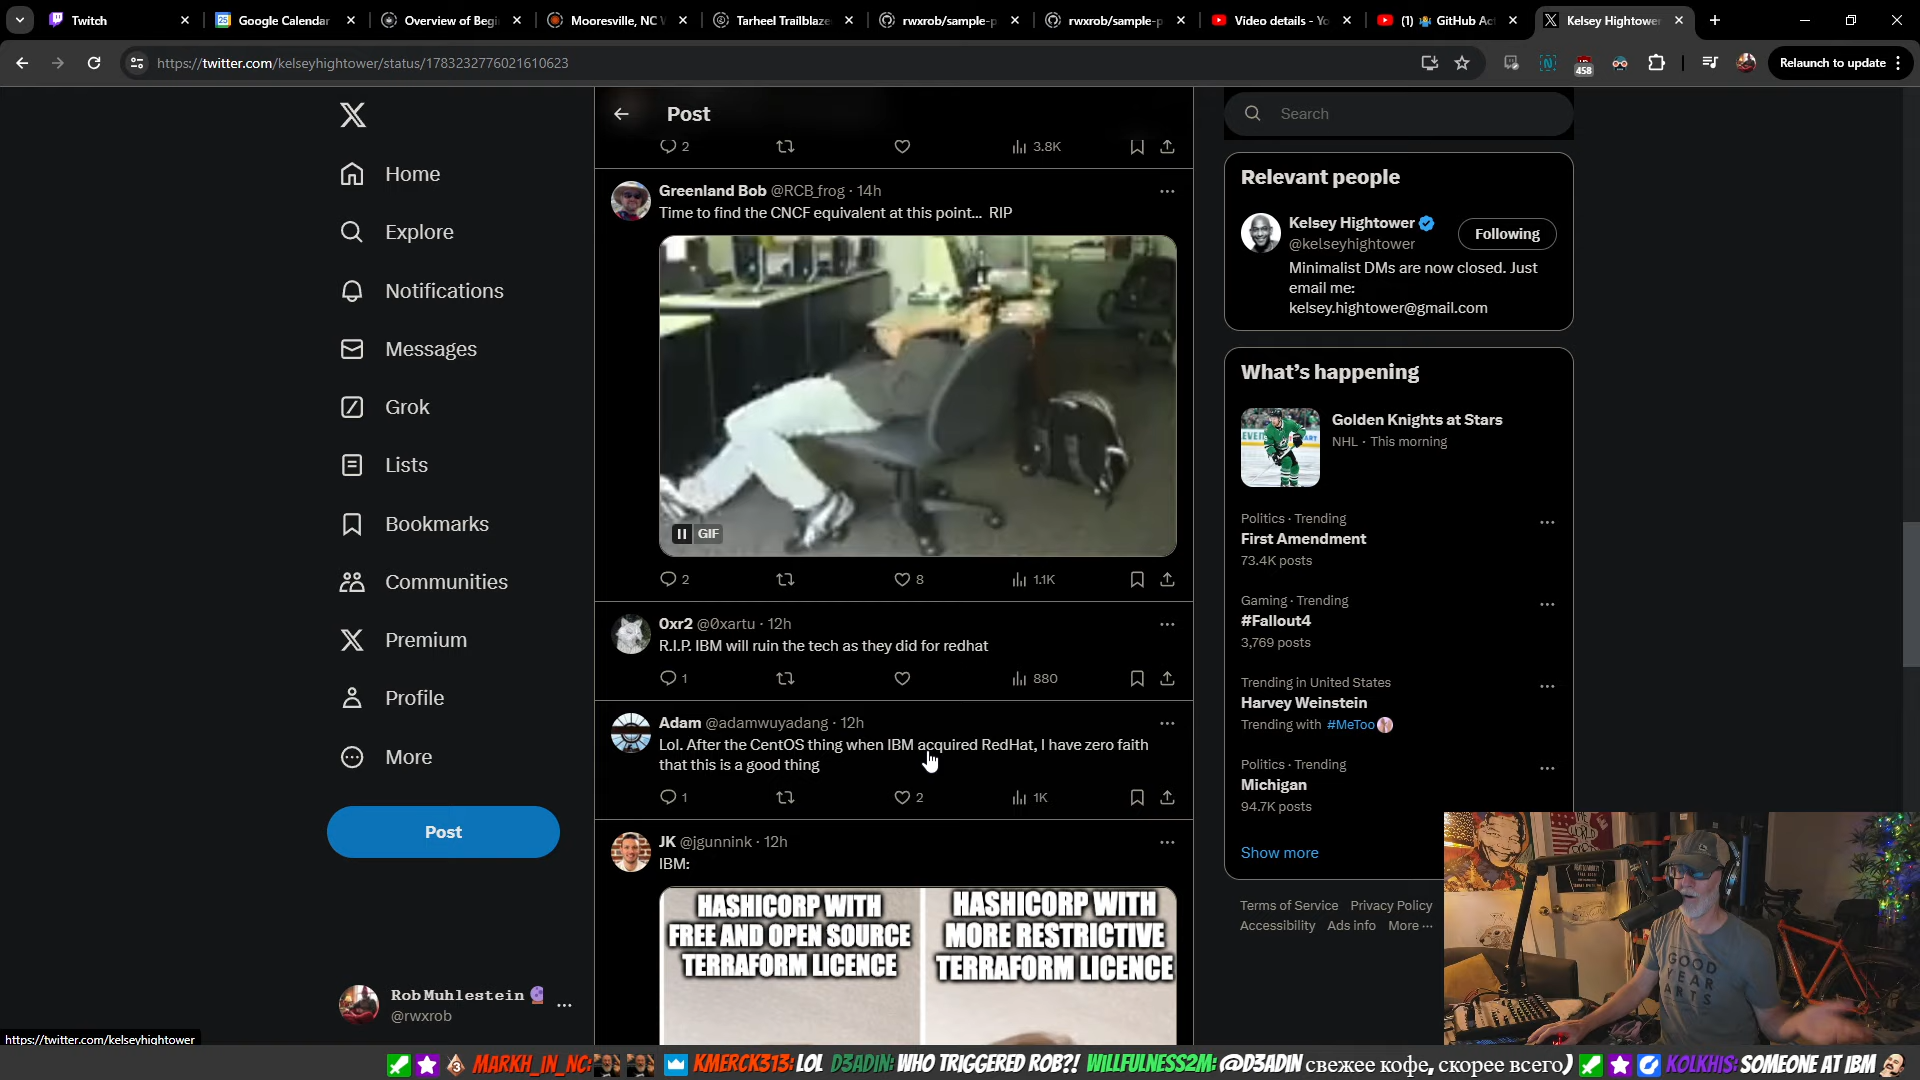 Twitch
Google Calendar
Overview of Begi
Mooresville, NC W
Tarheel Trailblaze
rwxrob/sample-p
rwxrob/sample-p
Video details - Yo
(1) GitHub Ac
Kelsey Hightower
https://twitter.com/kelseyhightower/status/1783232776021610623
458
Relaunch to update
Home
Explore
Notifications
Messages
Grok
Lists
Bookmarks
Communities
Premium
Profile
More
Post
Rob Muhlestein
@rwxrob
https://twitter.com/kelseyhightower
Post
2 3.8K
Greenland Bob @RCB_frog · 14h
Time to find the CNCF equivalent at this point... RIP
GIF
2 8 1.1K
0xr2 @0xartu · 12h
R.I.P. IBM will ruin the tech as they did for redhat
1 880
Adam @adamwuyadang · 12h
Lol. After the CentOS thing when IBM acquired RedHat, I have zero faith
that this is a good thing
1 2 1K
JK @jgunnink · 12h
IBM:
HASHICORP WITH
FREE AND OPEN SOURCE
TERRAFORM LICENCE
HASHICORP WITH
MORE RESTRICTIVE
TERRAFORM LICENCE
Search
Relevant people
Kelsey Hightower
@kelseyhightower
Following
Minimalist DMs are now closed. Just
email me:
kelsey.hightower@gmail.com
What's happening
Golden Knights at Stars
NHL · This morning
Politics · Trending
First Amendment
73.4K posts
Gaming · Trending
#Fallout4
3,769 posts
Trending in United States
Harvey Weinstein
Trending with #MeToo
Politics · Trending
Michigan
94.7K posts
Show more
Terms of Service Privacy Policy
Accessibility Ads info More ...
GOOD
YEAR
ARTS
MARKH_IN_NC: KMERCK313: LOL D3ADIN: WHO TRIGGERED ROB?! WILLFULNESS2M: @D3ADIN свежее кофе, скорее всего) KOLKHIS: SOMEONE AT IBM